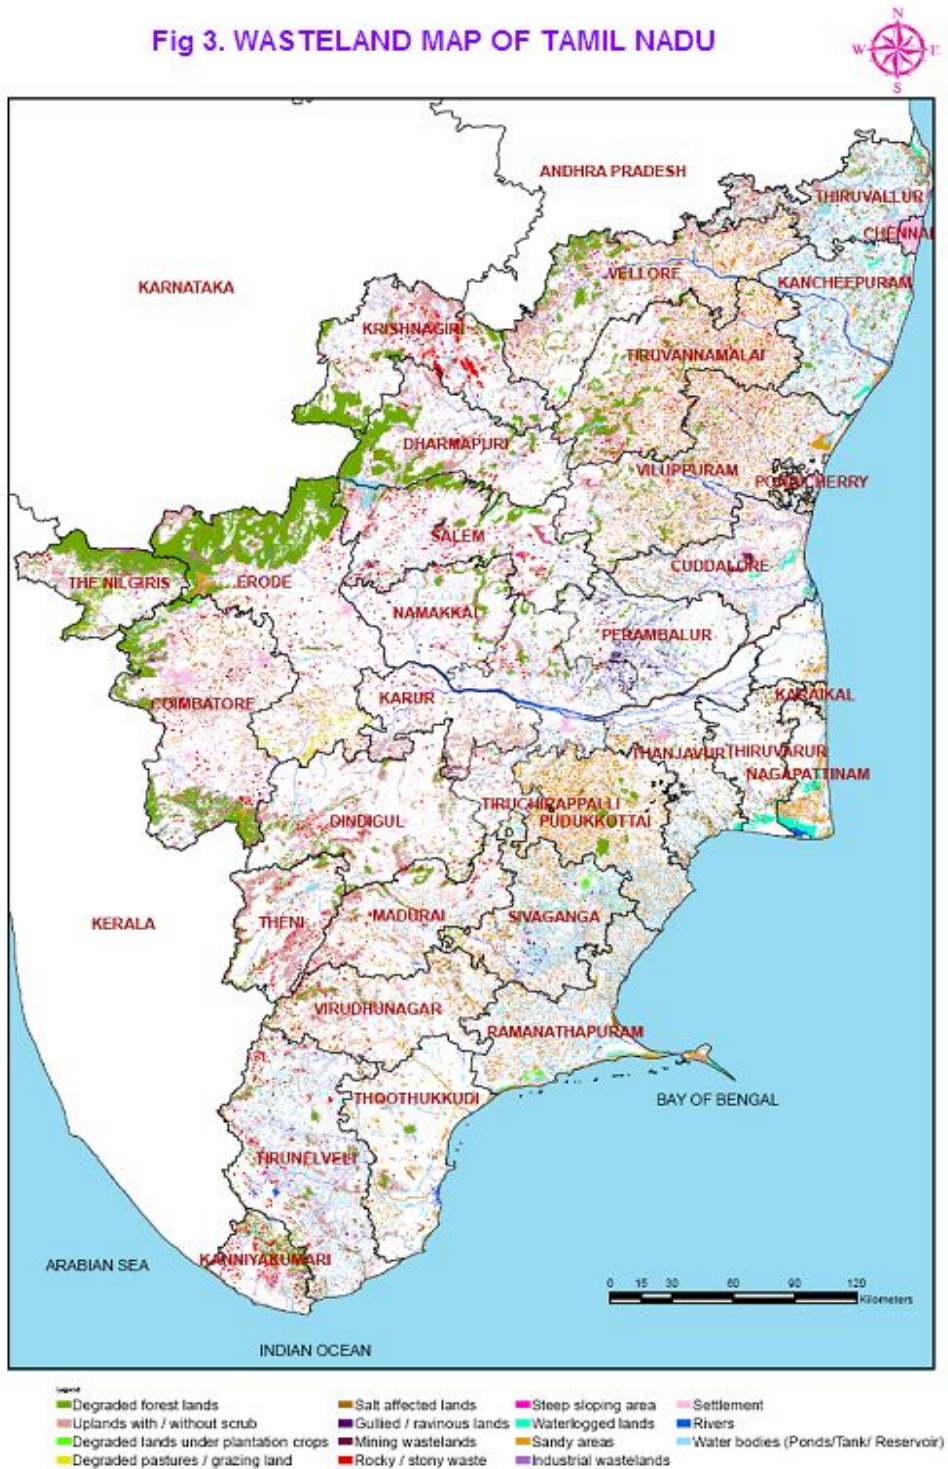 Fig 3. WASTELAND MAP OF TAMIL NADU
N
W E
S
ANDHRA PRADESH
THIRUVALLUR
CHENNAI
KARNATAKA
VELLORE
KANCHEEPURAM
KRISHNAGIRI
TIRUVANNAMALAI
DHARMAPURI
VILUPPURAM
PONDICHERRY
SALEM
CUDDALORE
THE NILGIRIS
ERODE
NAMAKKAL
PERAMBALUR
COIMBATORE
KARUR
KARAIKAL
THANJAVUR
THIRUVARUR
NAGAPATTINAM
TIRUCHIRAPPALLI
DINDIGUL
PUDUKKOTTAI
KERALA
THENI
MADURAI
SIVAGANGA
VIRUDHUNAGAR
RAMANATHAPURAM
THOOTHUKKUDI
BAY OF BENGAL
TIRUNELVELI
KANNIYAKUMARI
ARABIAN SEA
0 15 30 60 90 120
Kilometers
INDIAN OCEAN
Legend
Degraded forest lands
Uplands with / without scrub
Degraded lands under plantation crops
Degraded pastures / grazing land
Salt affected lands
Gullied / ravinous lands
Mining wastelands
Rocky / stony waste
Steep sloping area
Waterlogged lands
Sandy areas
Industrial wastelands
Settlement
Rivers
Water bodies (Ponds/Tank/ Reservoir)